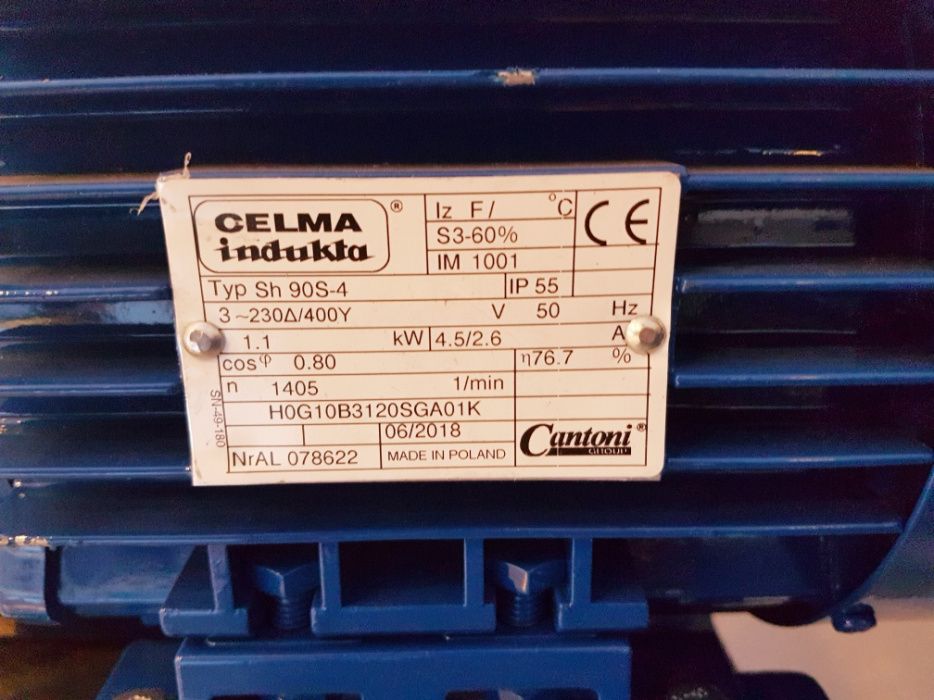 CELMA ®
indukta
Iz F/ °C
S3-60%
IM 1001
CE
Typ Sh 90S-4 IP 55
3~230Δ/400Y V 50 Hz
1.1 kW 4.5/2.6 A
cosφ 0.80 η76.7 %
n 1405 1/min
H0G10B3120SGA01K
06/2018
NrAL 078622 MADE IN POLAND
Cantoni ®
GROUP
SN-49-180